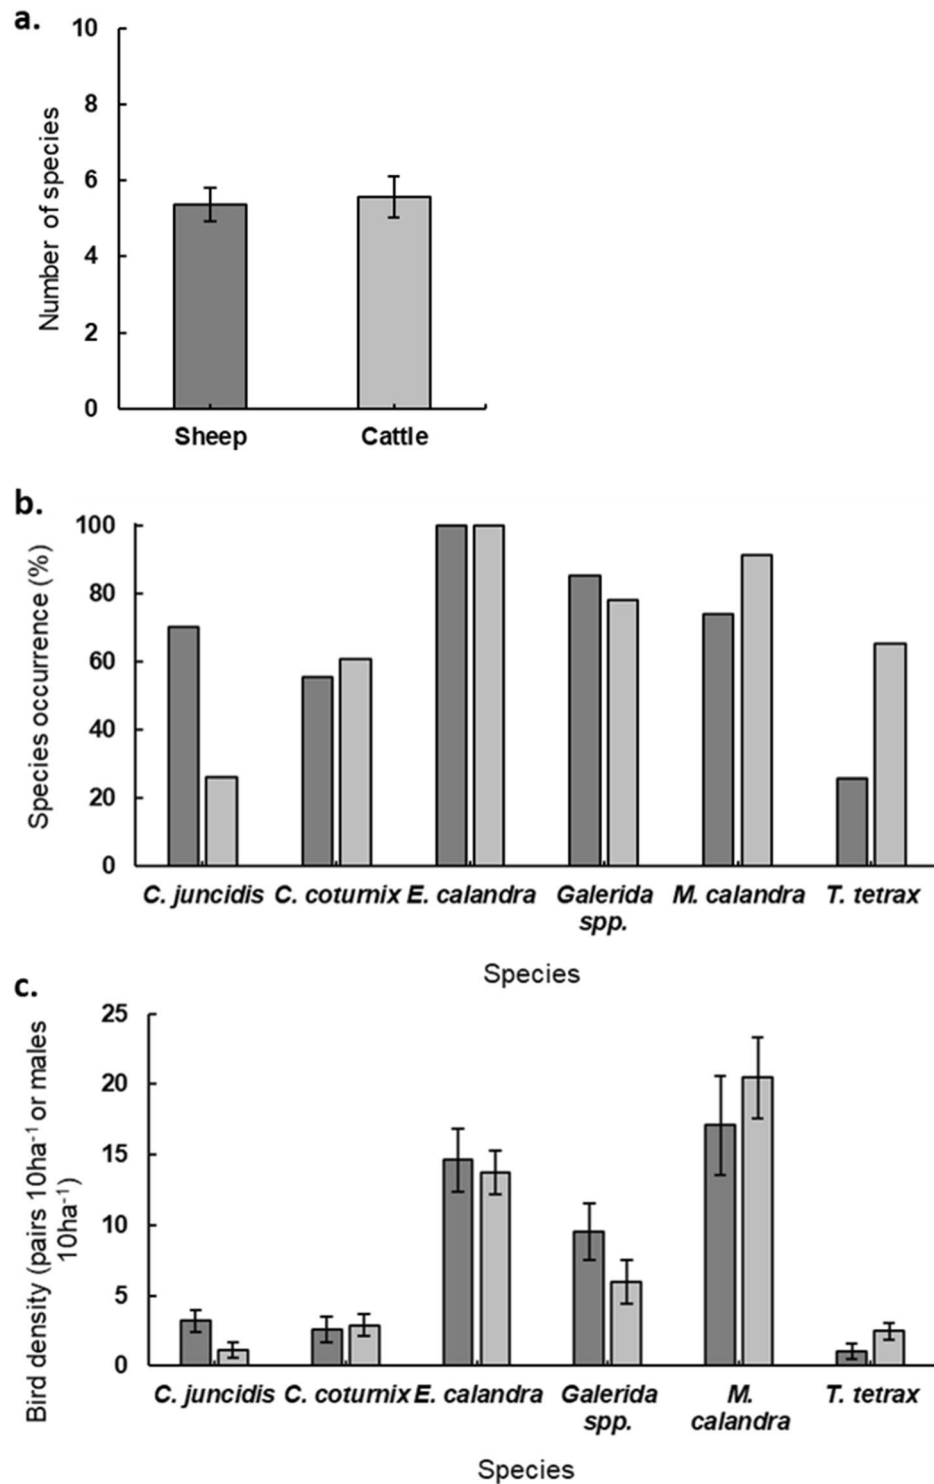 a.
10
8
6
4
2
0
Number of species
Sheep Cattle
b.
100
80
60
40
20
0
Species occurrence (%)
C. juncidis C. coturnix E. calandra Galerida M. calandra T. tetrax
spp.
Species
c.
25
20
15
10
5
0
Bird density (pairs 10ha⁻¹ or males
10ha⁻¹)
C. juncidis C. coturnix E. calandra Galerida M. T. tetrax
spp. calandra
Species